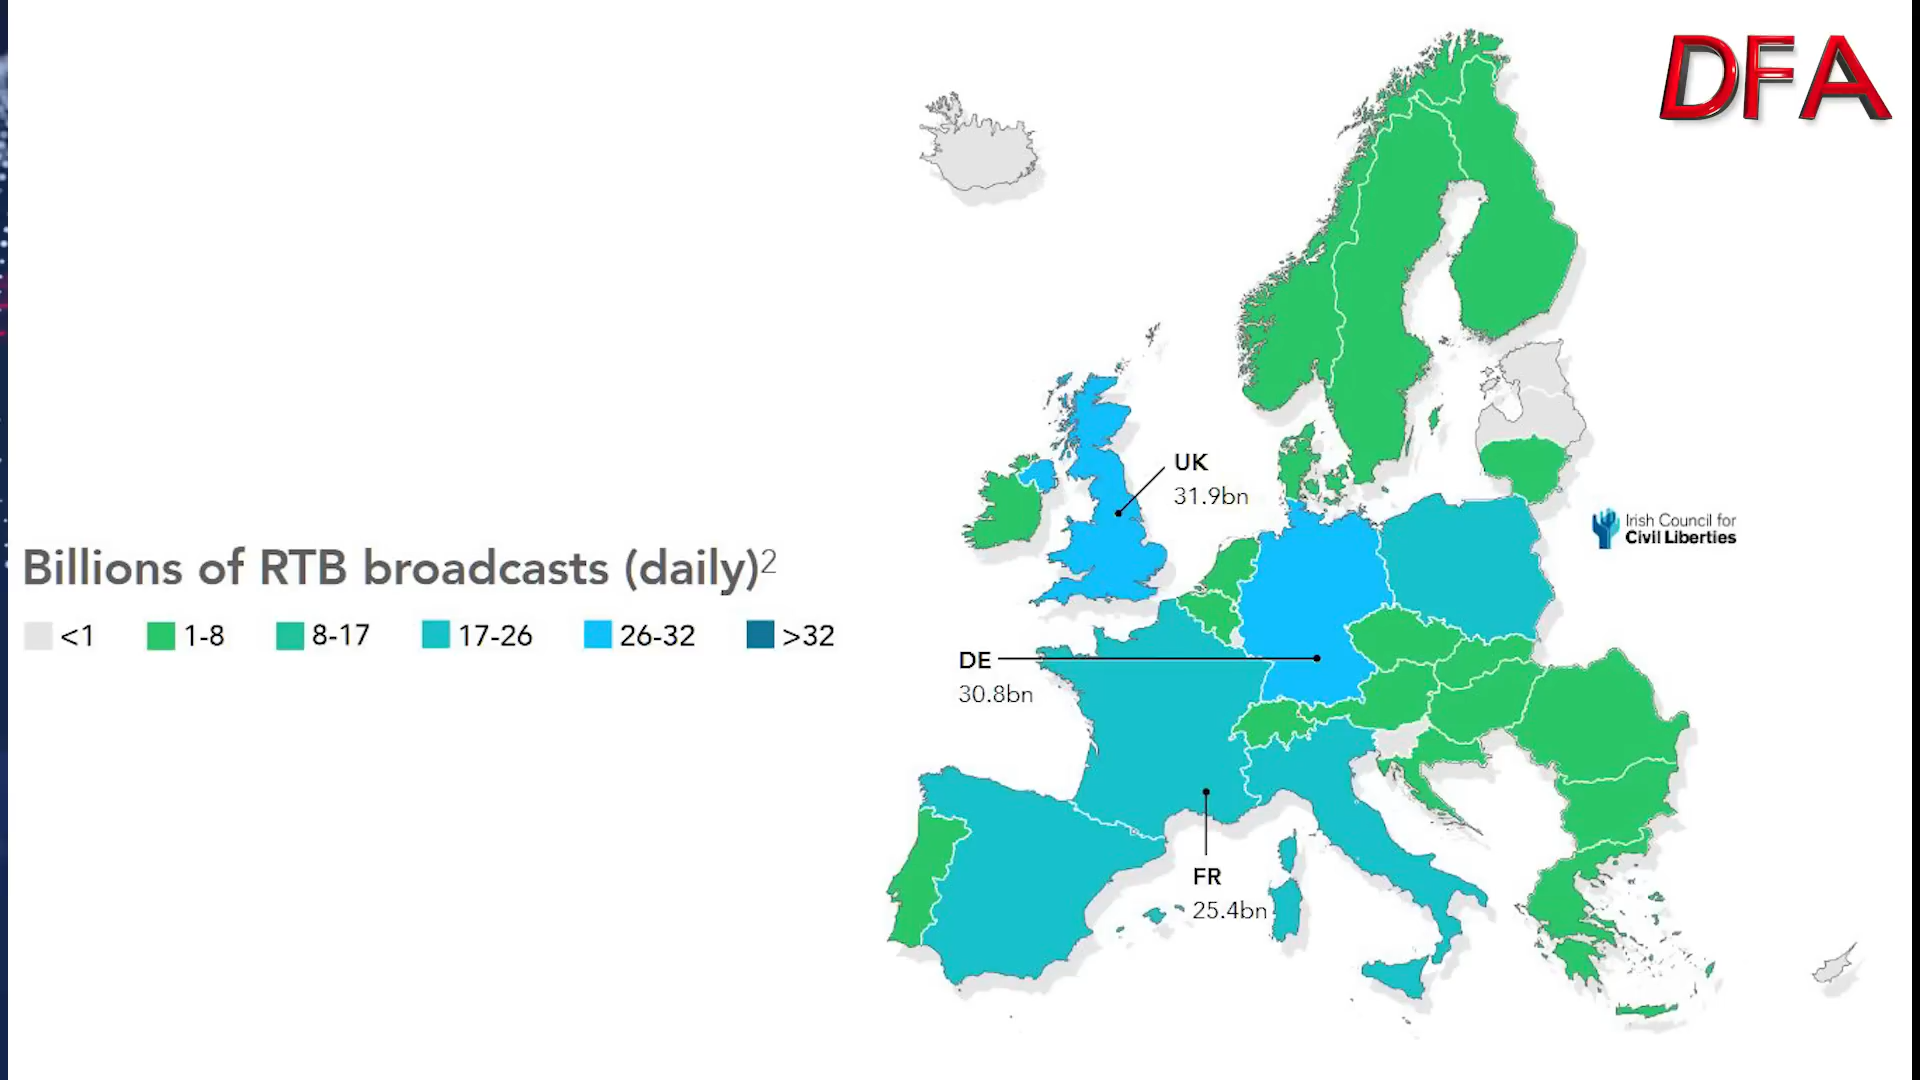 DFA
UK
31.9bn
Irish Council for
Civil Liberties
Billions of RTB broadcasts (daily)2
<1 1-8 8-17 17-26 26-32 >32
DE
30.8bn
FR
25.4bn